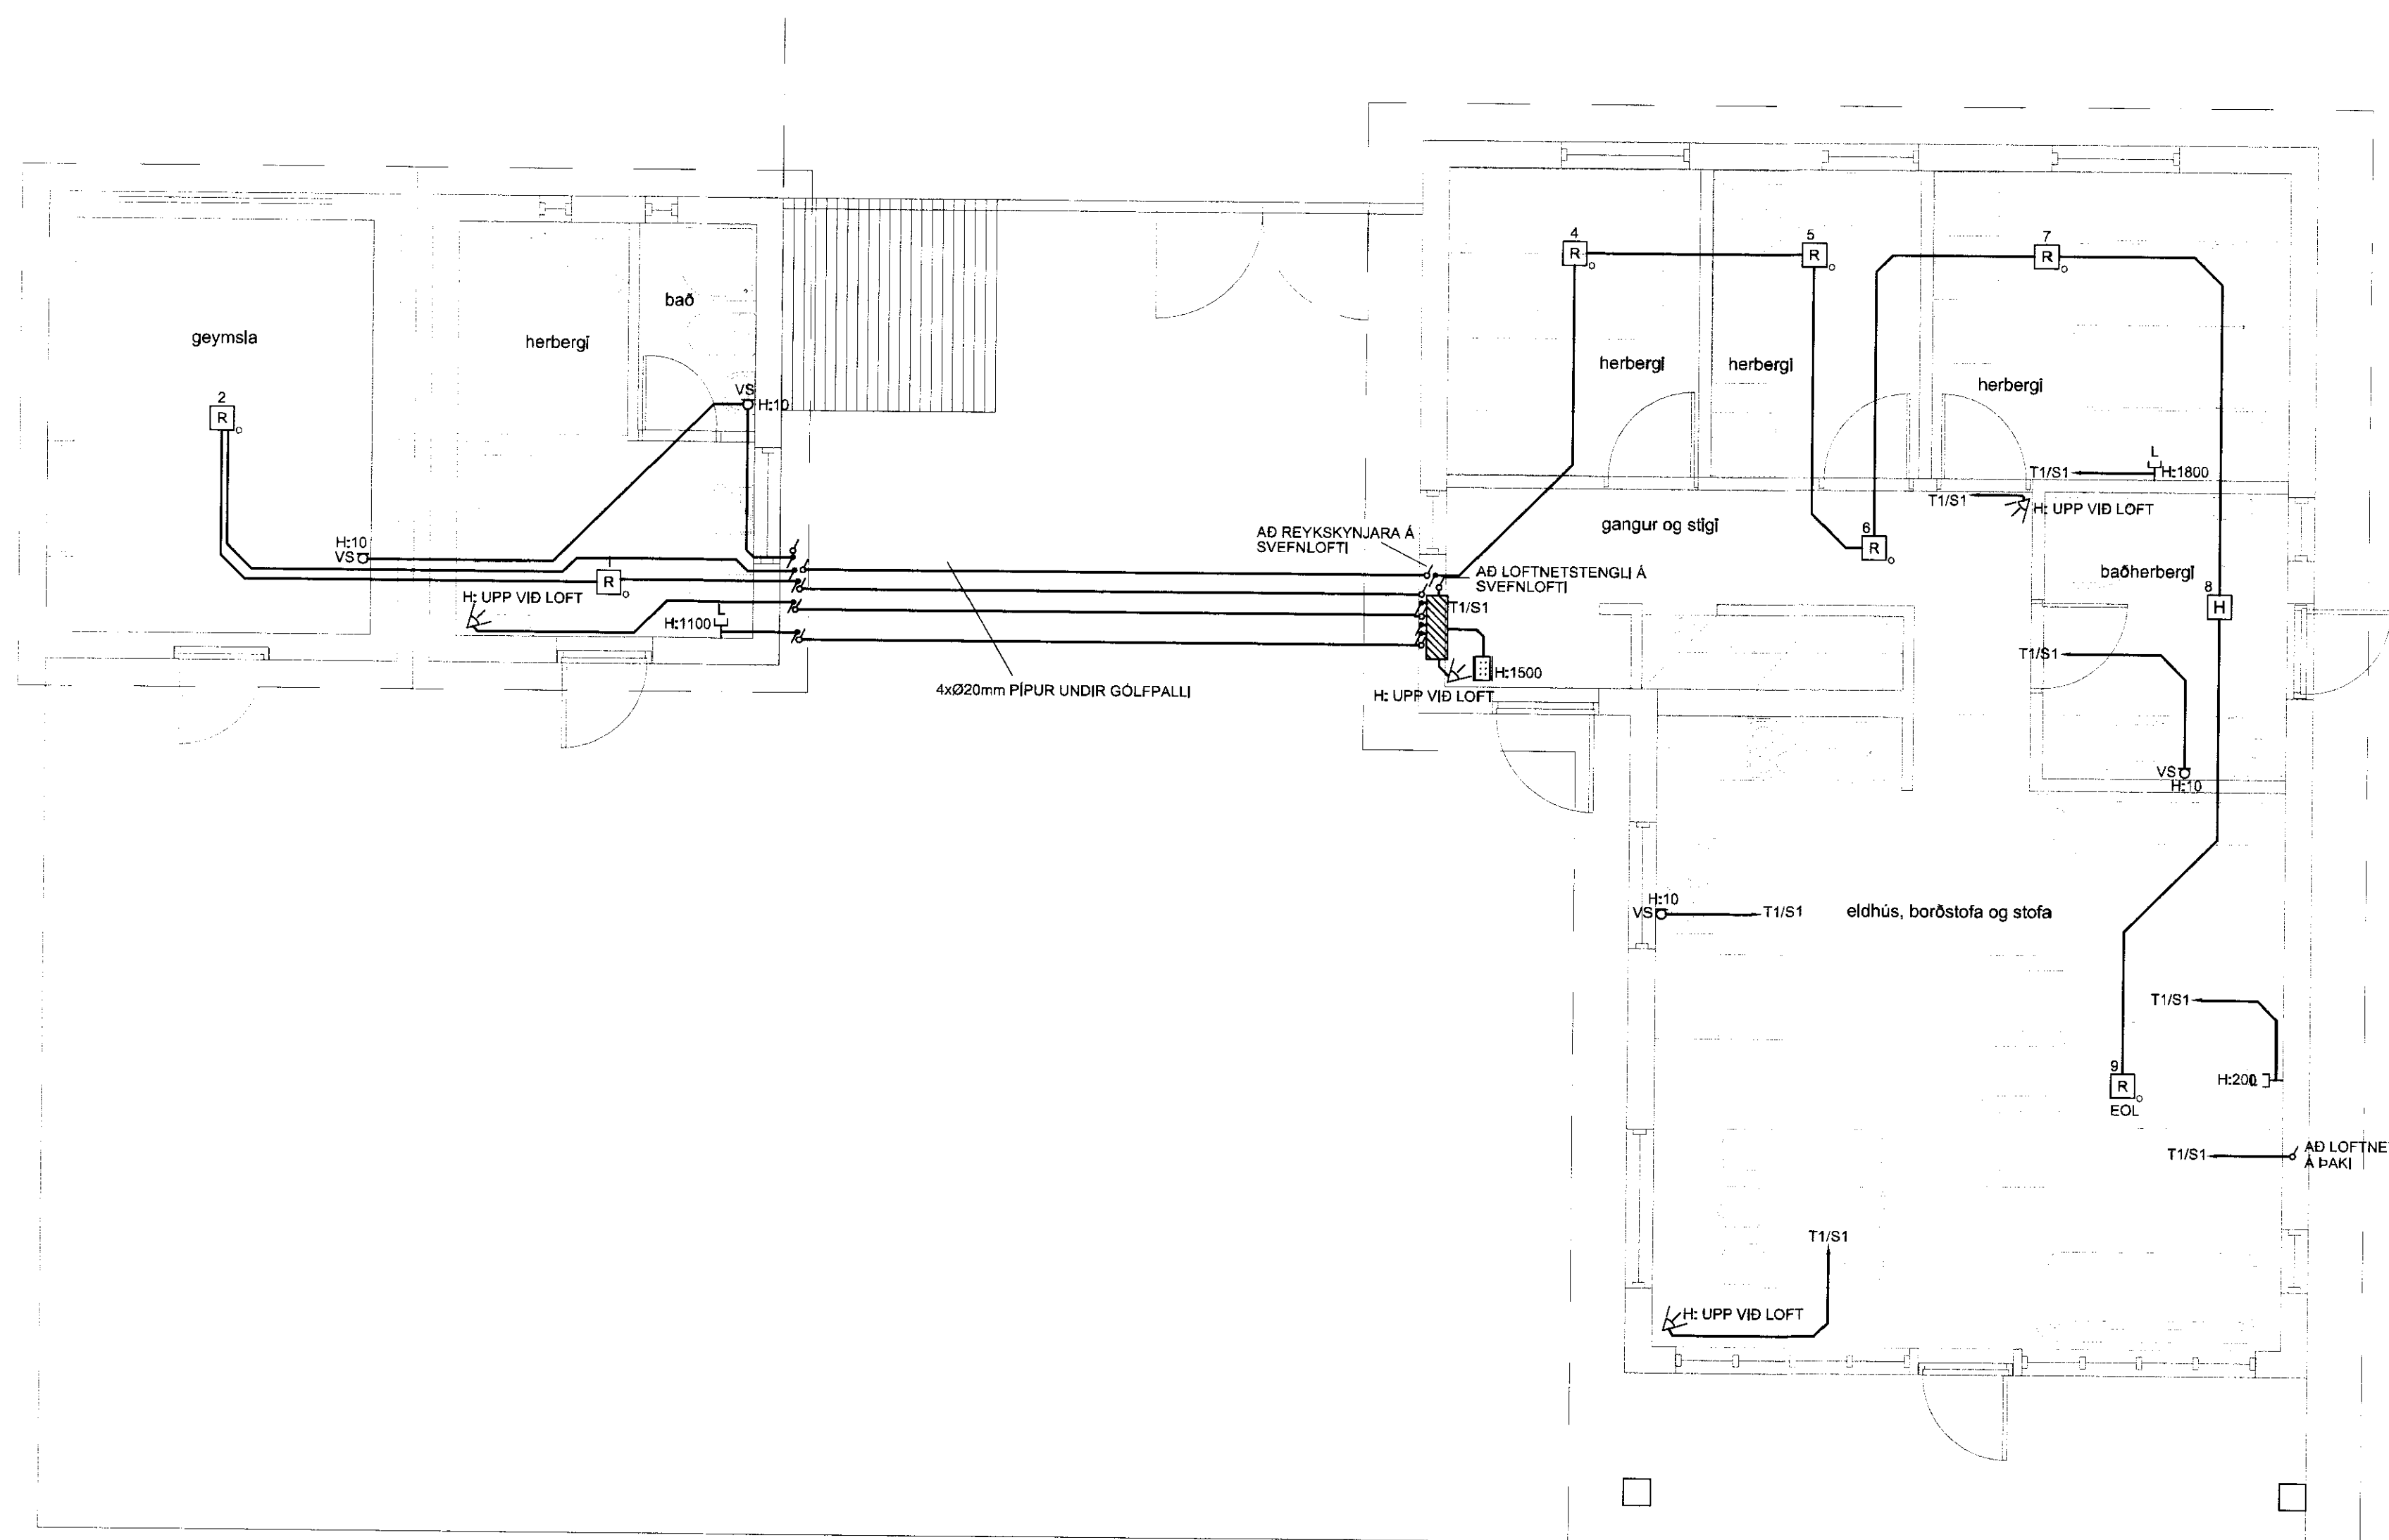 geymsla
2
R
herbergi
bað
VS
H:10
H:10
VS
1
R
H: UPP VIÐ LOFT
L
H:1100
4xØ20mm PÍPUR UNDIR GÓLFPALLI
AÐ REYKSKYNJARA Á
SVEFNLOFTI
AÐ LOFTNETSTENGLI Á
SVEFNLOFTI
T1/S1
H:1500
H: UPP VIÐ LOFT
4
R
5
R
7
R
herbergi
herbergi
herbergi
L
T1/S1
H:1800
T1/S1
H: UPP VIÐ LOFT
gangur og stigi
6
R
baðherbergi
8
H
T1/S1
VS
H:10
H:10
VS
T1/S1
eldhús, borðstofa og stofa
T1/S1
H:200
L
9
R
EOL
T1/S1
AÐ LOFTNE
Á ÞAKI
T1/S1
H: UPP VIÐ LOFT